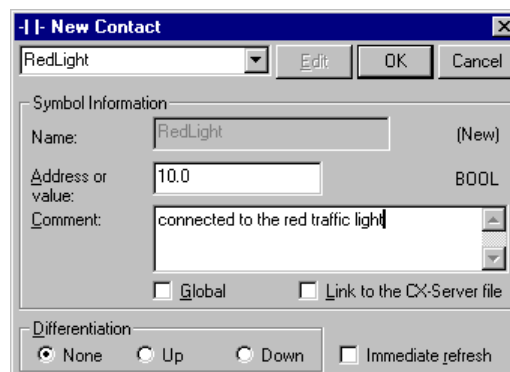 -| |- New Contact
RedLight Edit OK Cancel
Symbol Information
Name: RedLight (New)
Address or value: 10.0 BOOL
Comment: connected to the red traffic light
Global Link to the CX-Server file
Differentiation
None Up Down Immediate refresh